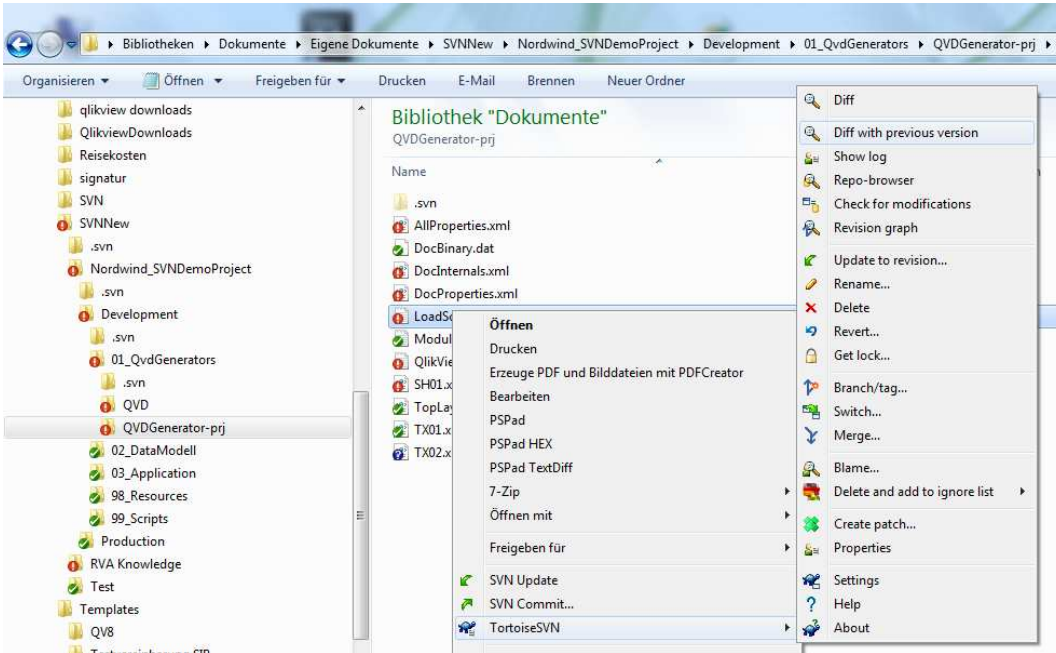 Bibliotheken ▸ Dokumente ▸ Eigene Dokumente ▸ SVNNew ▸ Nordwind_SVNDemoProject ▸ Development ▸ 01_QvdGenerators ▸ QVDGenerator-prj ▸
Organisieren Öffnen Freigeben für Drucken E-Mail Brennen Neuer Ordner
qlikview downloads
QlikviewDownloads
Reisekosten
signatur
SVN
SVNNew
.svn
Nordwind_SVNDemoProject
.svn
Development
.svn
01_QvdGenerators
.svn
QVD
QVDGenerator-prj
02_DataModell
03_Application
98_Resources
99_Scripts
Production
RVA Knowledge
Test
Templates
QV8
Bibliothek "Dokumente"
QVDGenerator-prj
Name
.svn
AllProperties.xml
DocBinary.dat
DocInternals.xml
DocProperties.xml
LoadSc
Modul
QlikVie
SH01.x
TopLay
TX01.x
TX02.x
Öffnen
Drucken
Erzeuge PDF und Bilddateien mit PDFCreator
Bearbeiten
PSPad
PSPad HEX
PSPad TextDiff
7-Zip
Öffnen mit
Freigeben für
SVN Update
SVN Commit...
TortoiseSVN
Diff
Diff with previous version
Show log
Repo-browser
Check for modifications
Revision graph
Update to revision...
Rename...
Delete
Revert...
Get lock...
Branch/tag...
Switch...
Merge...
Blame...
Delete and add to ignore list
Create patch...
Properties
Settings
Help
About